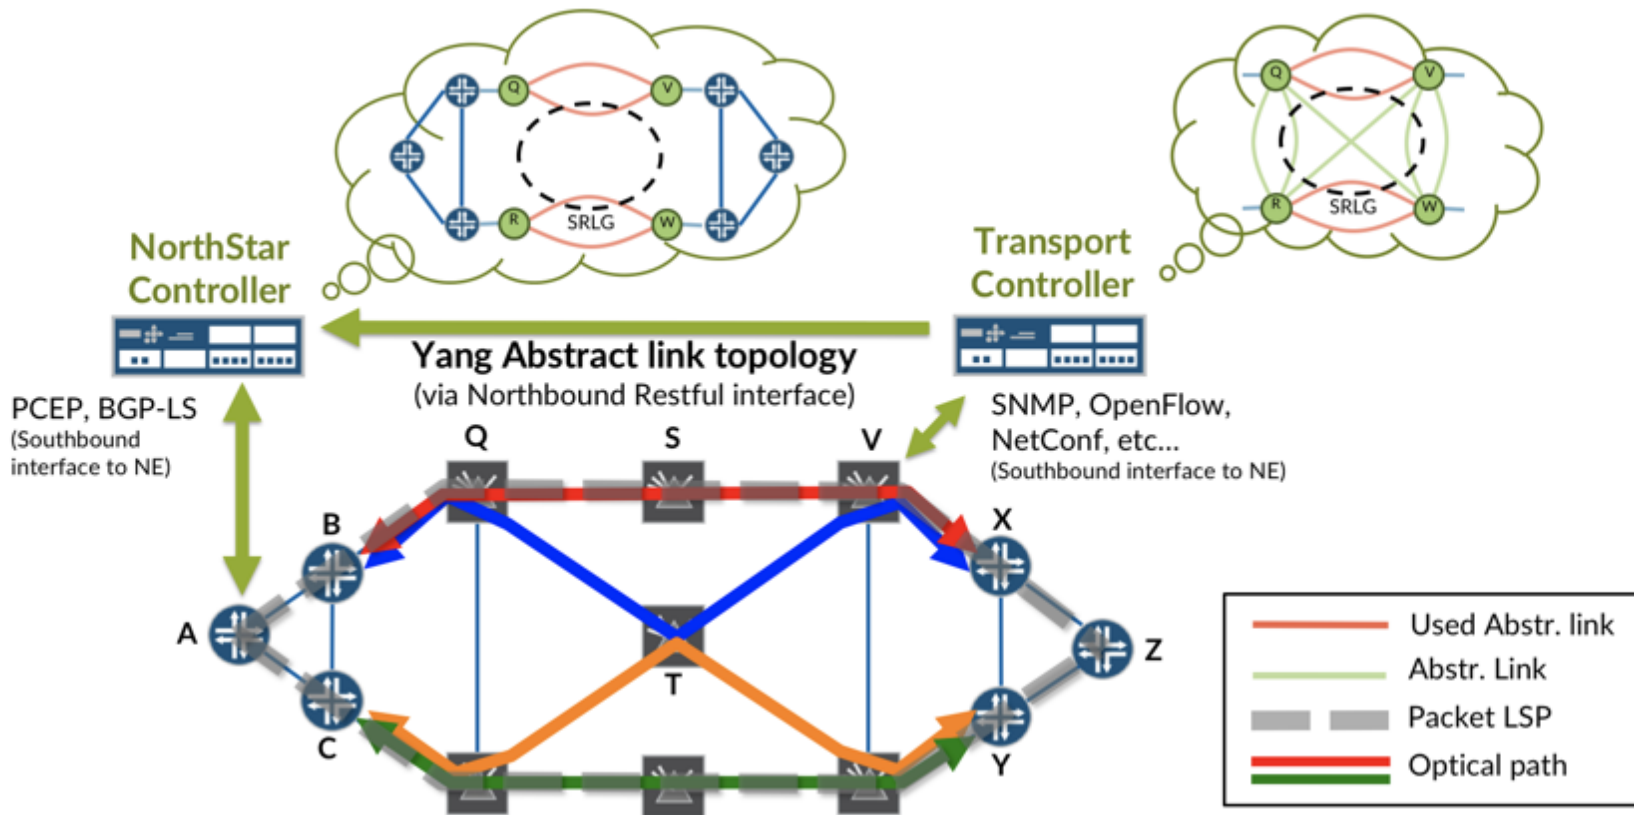 Q
V
R
SRLG
W
Q
V
R
SRLG
W
NorthStar
Controller
Transport
Controller
Yang Abstract link topology
(via Northbound Restful interface)
PCEP, BGP-LS
(Southbound
interface to NE)
SNMP, OpenFlow,
NetConf, etc...
(Southbound interface to NE)
Q
S
V
B
X
A
Z
T
C
Y
Used Abstr. link
Abstr. Link
Packet LSP
Optical path